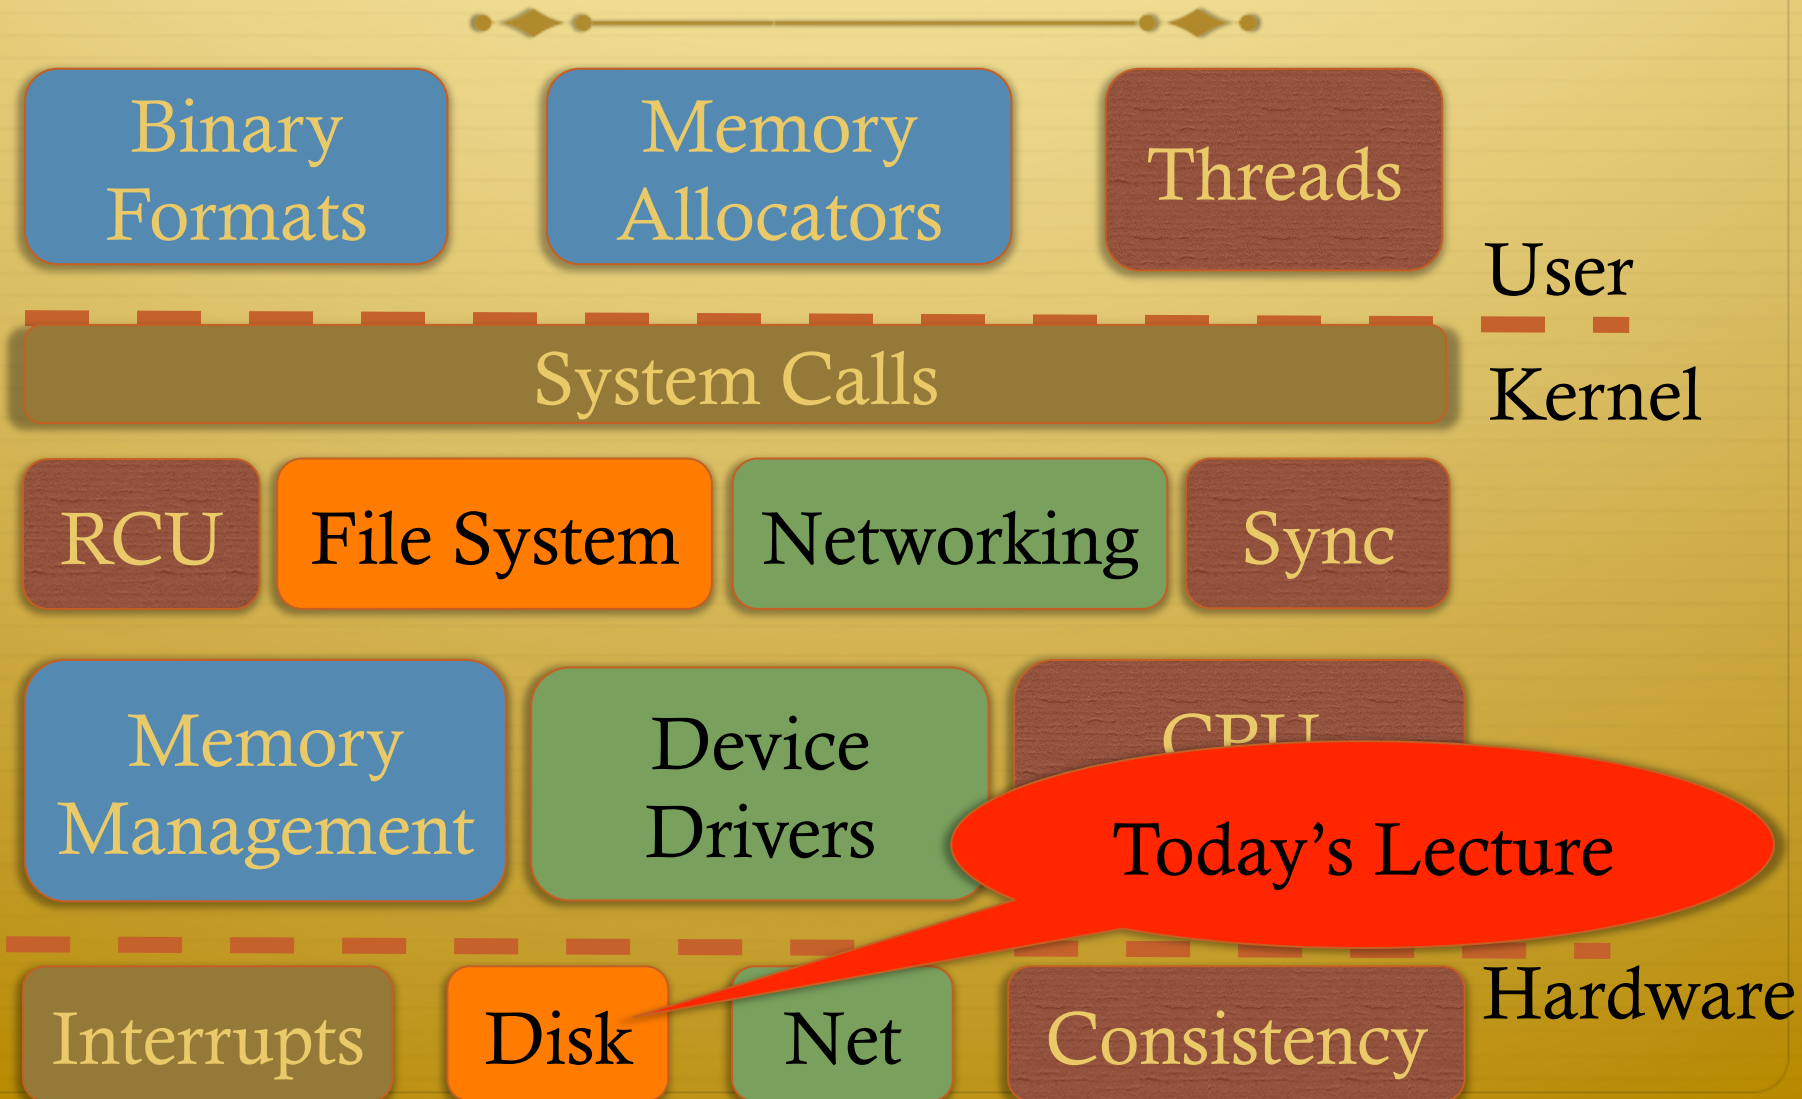 Binary
Formats
Memory
Allocators
Threads
User
System Calls
Kernel
RCU
File System
Networking
Sync
Memory
Management
Device
Drivers
CPU
Today’s Lecture
Interrupts
Disk
Net
Consistency
Hardware